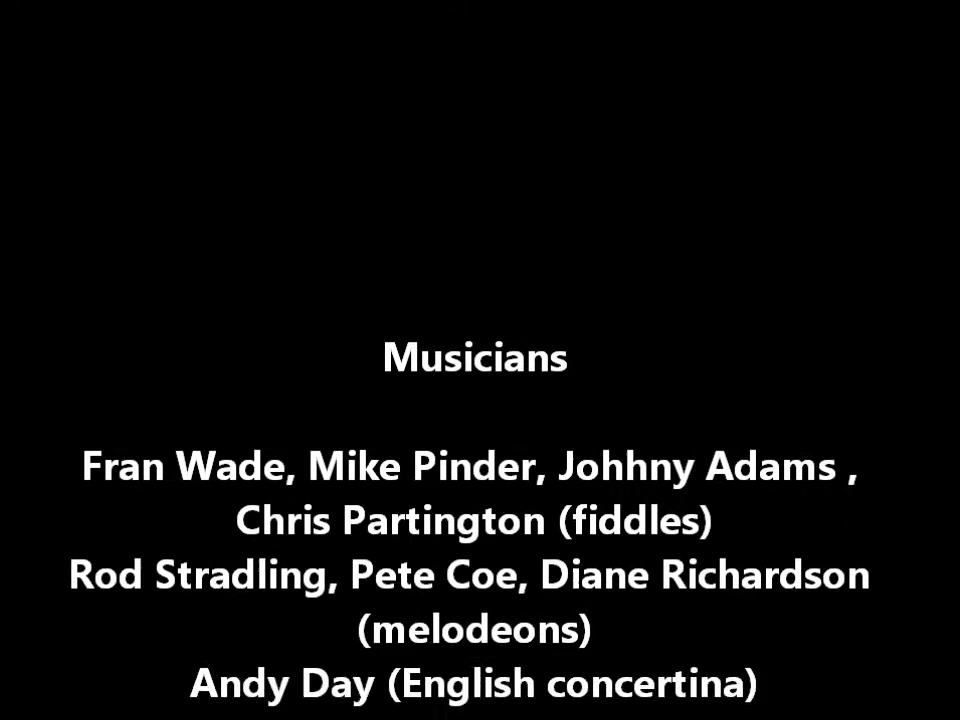 Musicians
Fran Wade, Mike Pinder, Johhny Adams ,
Chris Partington (fiddles)
Rod Stradling, Pete Coe, Diane Richardson
(melodeons)
Andy Day (English concertina)